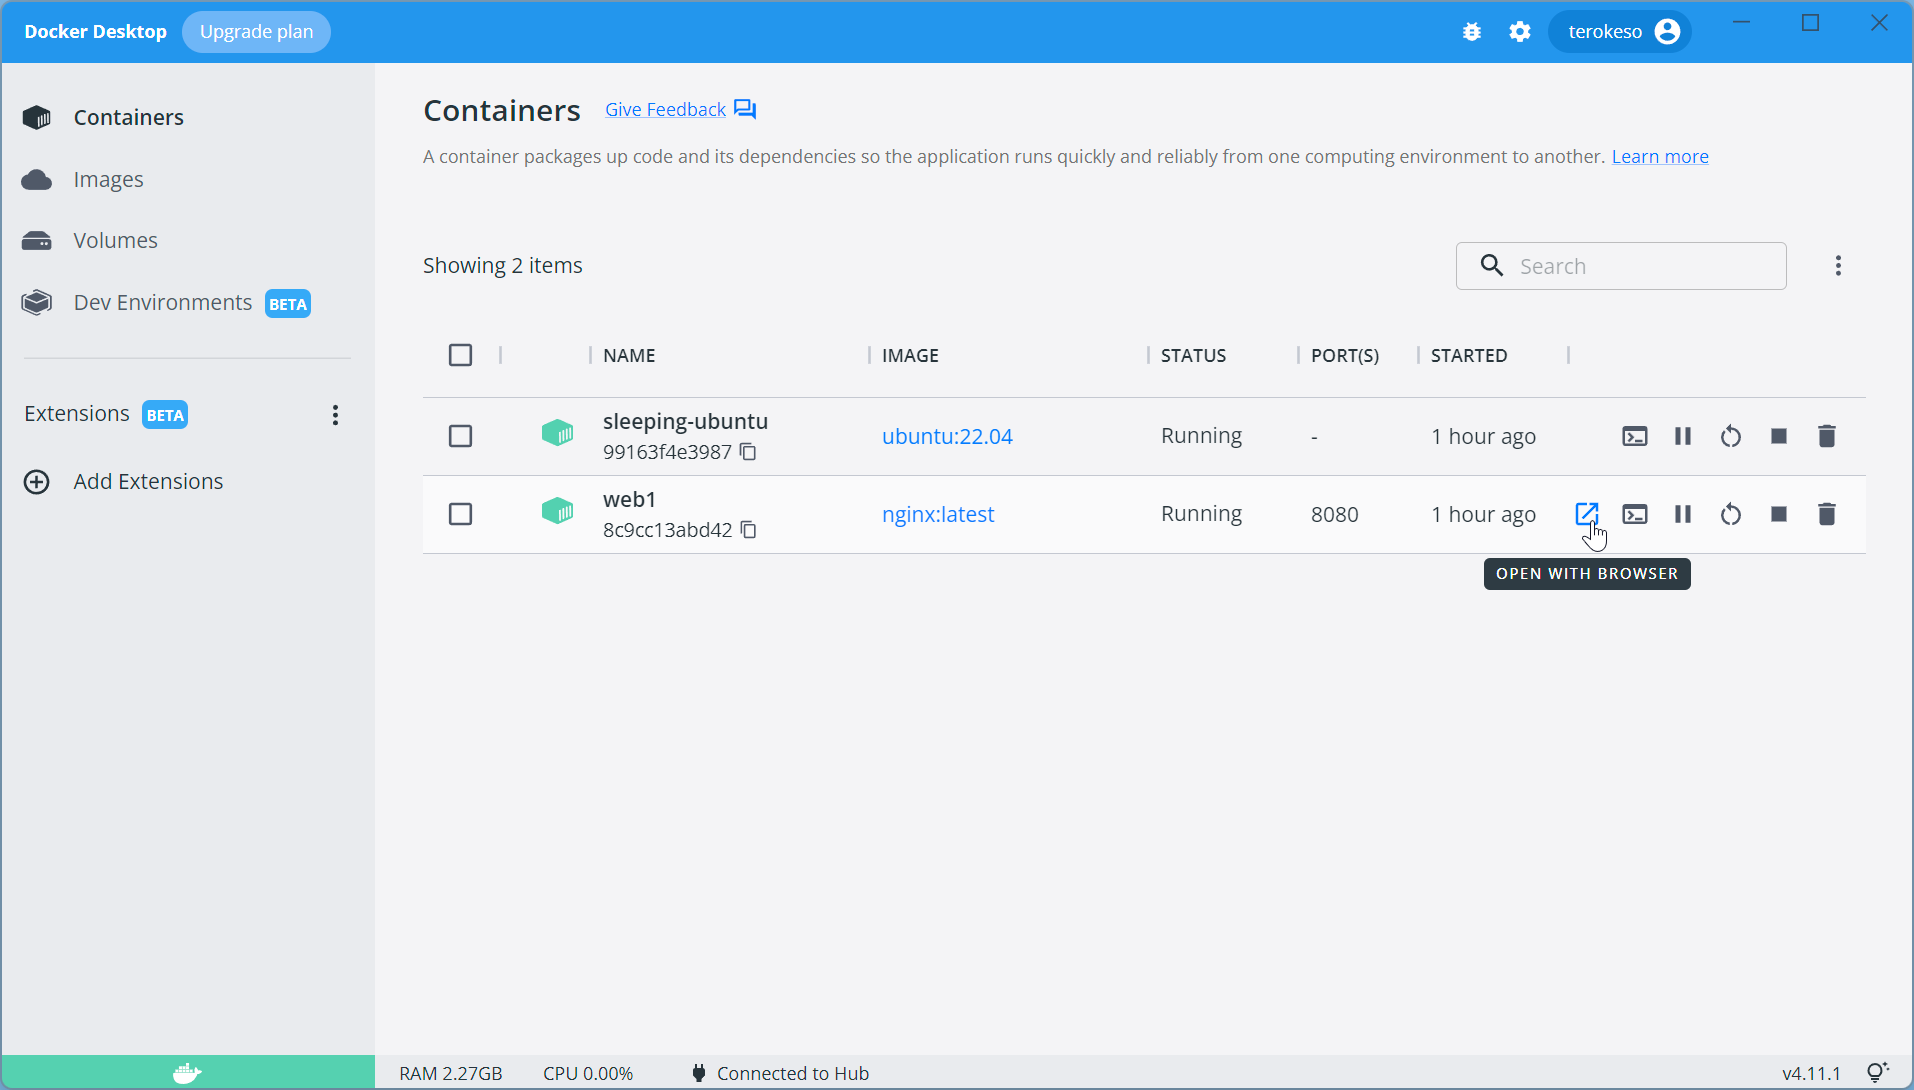 Docker Desktop Upgrade plan terokeso
Containers
Images
Volumes
Dev Environments BETA
Extensions BETA
Add Extensions
Containers Give Feedback
A container packages up code and its dependencies so the application runs quickly and reliably from one computing environment to another. Learn more
Showing 2 items Search
NAME IMAGE STATUS PORT(S) STARTED
sleeping-ubuntu
99163f4e3987 ubuntu:22.04 Running - 1 hour ago
web1
8c9cc13abd42 nginx:latest Running 8080 1 hour ago
OPEN WITH BROWSER
RAM 2.27GB CPU 0.00% Connected to Hub v4.11.1